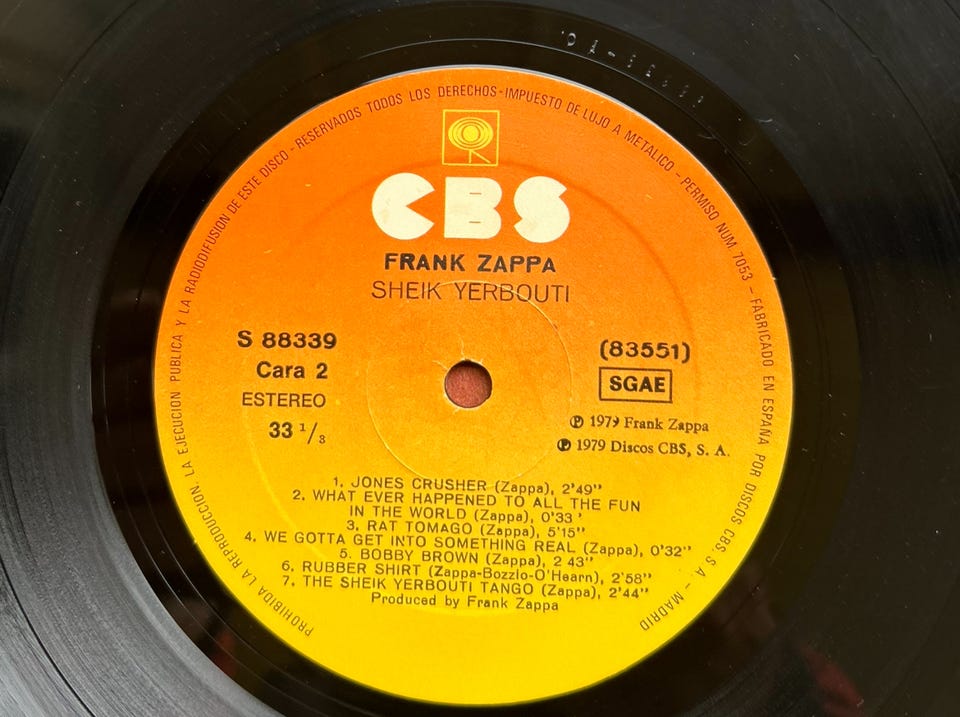 PROHIBIDA LA REPRODUCCION, LA EJECUCION PUBLICA Y LA RADIODIFUSION DE ESTE DISCO - RESERVADOS TODOS LOS DERECHOS - IMPUESTO DE LUJO A METALICO - PERMISO NUM. 7053 - FABRICADO EN ESPAÑA POR DISCOS CBS, S. A. - MADRID
CBS
FRANK ZAPPA
SHEIK YERBOUTI
S 88339
Cara 2
ESTEREO
33 1/3
(83551)
SGAE
℗ 1979 Frank Zappa
℗ 1979 Discos CBS, S. A.
1. JONES CRUSHER (Zappa), 2'49"
2. WHAT EVER HAPPENED TO ALL THE FUN
IN THE WORLD (Zappa), 0'33'
3. RAT TOMAGO (Zappa), 5'15"
4. WE GOTTA GET INTO SOMETHING REAL (Zappa), 0'32"
5. BOBBY BROWN (Zappa), 2 43"
6. RUBBER SHIRT (Zappa-Bozzlo-O'Hearn), 2'58"
7. THE SHEIK YERBOUTI TANGO (Zappa), 2'44"
Produced by Frank Zappa